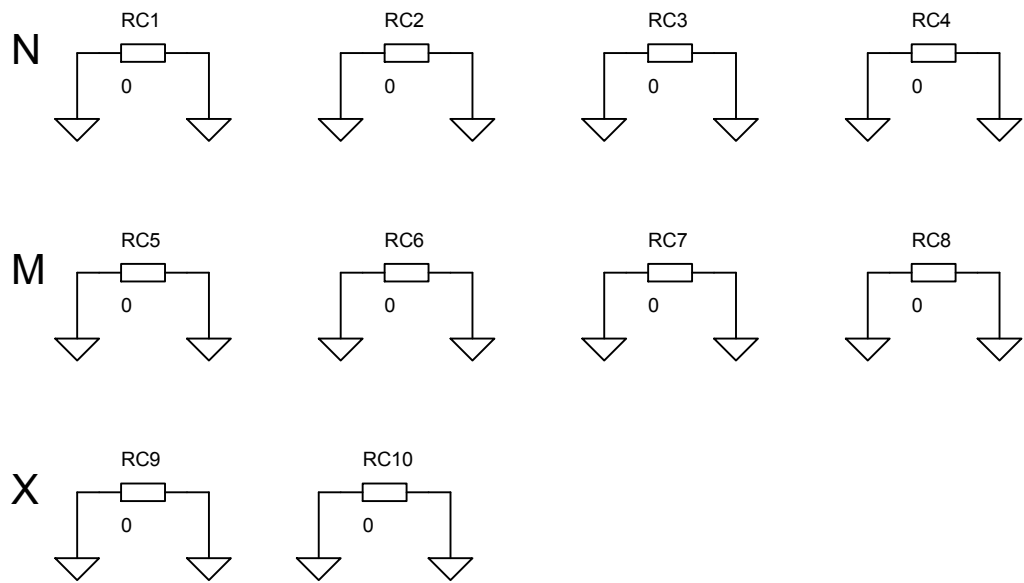 RC1 RC2 RC3 RC4
N
0 0 0 0
RC5 RC6 RC7 RC8
M
0 0 0 0
RC9 RC10
X
0 0